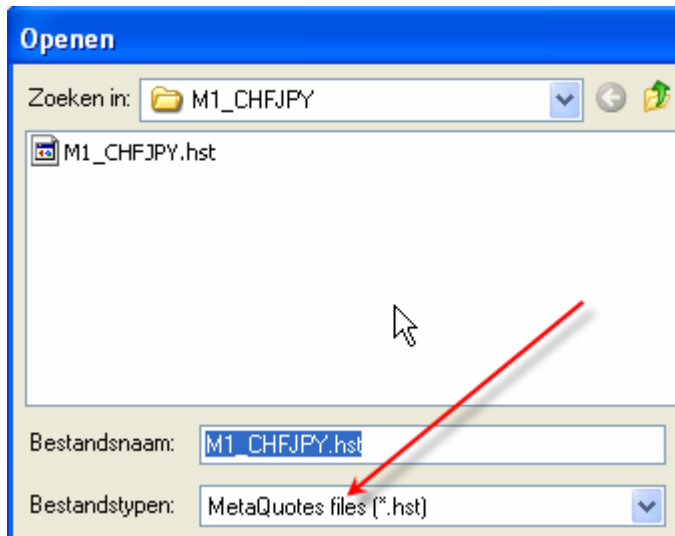 Openen
Zoeken in: M1_CHFJPY
M1_CHFJPY.hst
Bestandsnaam: M1_CHFJPY.hst
Bestandstypen: MetaQuotes files (*.hst)